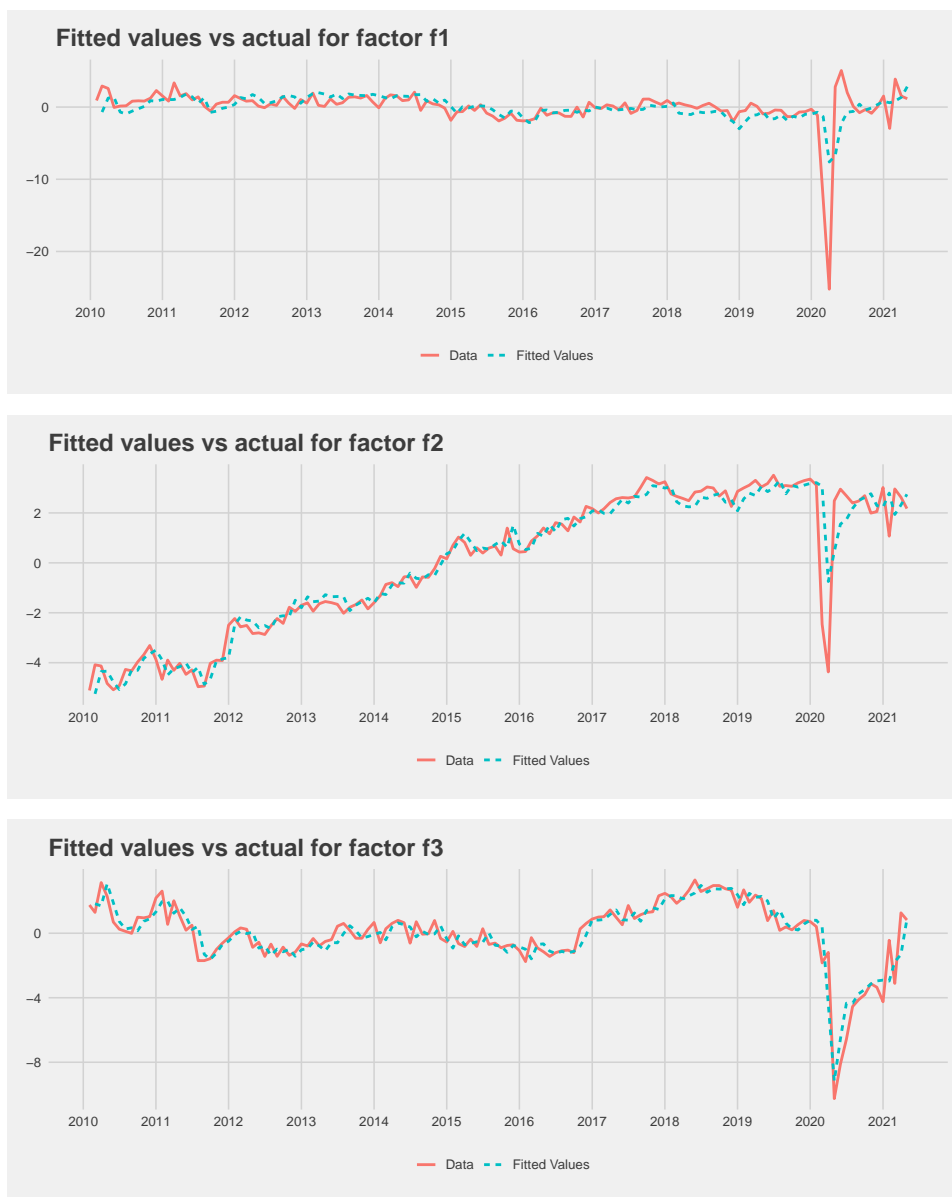 Fitted values vs actual for factor f1
0
−10
−20
2010 2011 2012 2013 2014 2015 2016 2017 2018 2019 2020 2021
Data Fitted Values
Fitted values vs actual for factor f2
2
0
−2
−4
2010 2011 2012 2013 2014 2015 2016 2017 2018 2019 2020 2021
Data Fitted Values
Fitted values vs actual for factor f3
0
−4
−8
2010 2011 2012 2013 2014 2015 2016 2017 2018 2019 2020 2021
Data Fitted Values